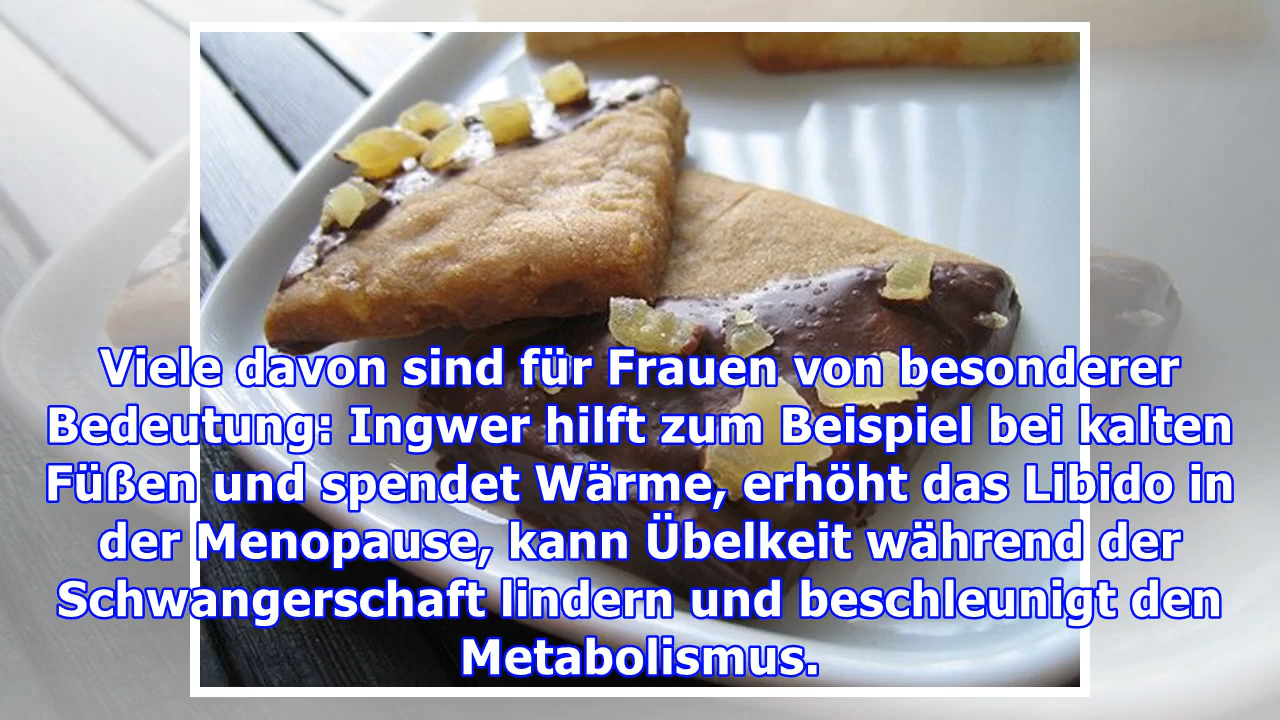 Viele davon sind für Frauen von besonderer
Bedeutung: Ingwer hilft zum Beispiel bei kalten
Füßen und spendet Wärme, erhöht das Libido in
der Menopause, kann Übelkeit während der
Schwangerschaft lindern und beschleunigt den
Metabolismus.